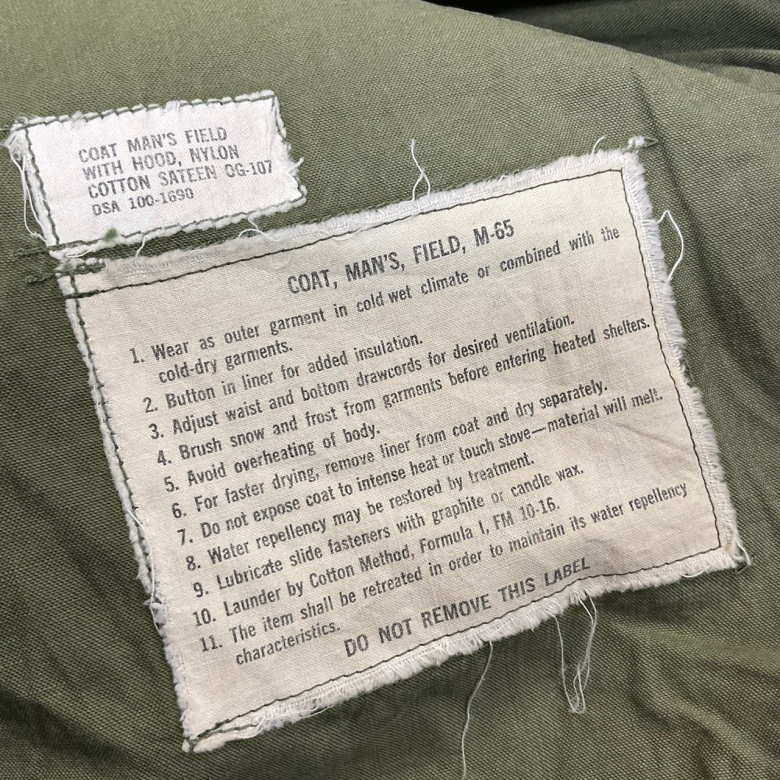 COAT MAN'S FIELD
WITH HOOD, NYLON
COTTON SATEEN OG-107
DSA 100-1690
COAT, MAN'S, FIELD, M-65
1. Wear as outer garment in cold-wet climate or combined with the
cold-dry garments.
2. Button in liner for added insulation.
3. Adjust waist and bottom drawcords for desired ventilation.
4. Brush snow and frost from garments before entering heated shelters.
5. Avoid overheating of body.
6. For faster drying, remove liner from coat and dry separately.
7. Do not expose coat to intense heat or touch stove—material will melt.
8. Water repellency may be restored by treatment.
9. Lubricate slide fasteners with graphite or candle wax.
10. Launder by Cotton Method, Formula I, FM 10-16.
11. The item shall be retreated in order to maintain its water repellency
characteristics.
DO NOT REMOVE THIS LABEL